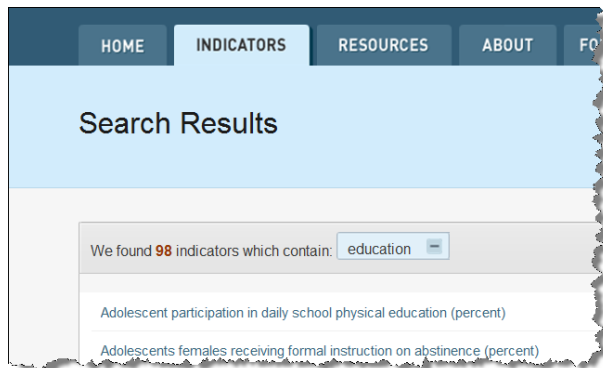 HOME INDICATORS RESOURCES ABOUT
Search Results
We found 98 indicators which contain: education −
Adolescent participation in daily school physical education (percent)
Adolescents females receiving formal instruction on abstinence (percent)